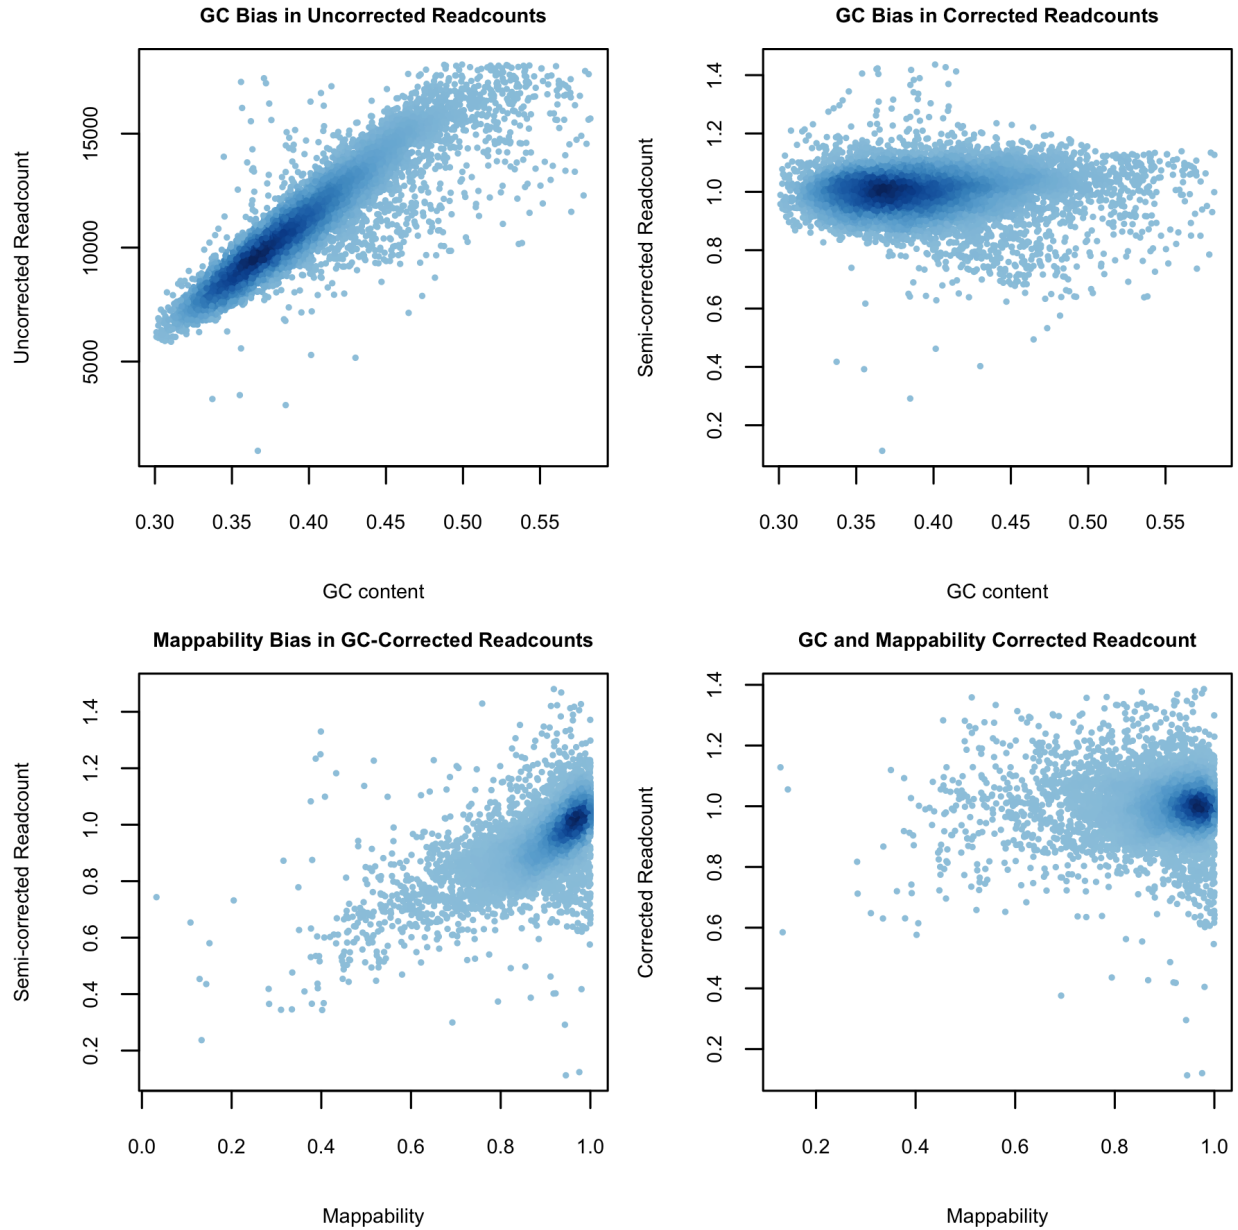 GC Bias in Uncorrected Readcounts
Uncorrected Readcount
15000
10000
5000
0.30 0.35 0.40 0.45 0.50 0.55
GC content
GC Bias in Corrected Readcounts
Semi-corrected Readcount
1.4
1.2
1.0
0.8
0.6
0.4
0.2
0.30 0.35 0.40 0.45 0.50 0.55
GC content
Mappability Bias in GC-Corrected Readcounts
Semi-corrected Readcount
1.4
1.2
1.0
0.8
0.6
0.4
0.2
0.0 0.2 0.4 0.6 0.8 1.0
Mappability
GC and Mappability Corrected Readcount
Corrected Readcount
1.4
1.2
1.0
0.8
0.6
0.4
0.2
0.2 0.4 0.6 0.8 1.0
Mappability